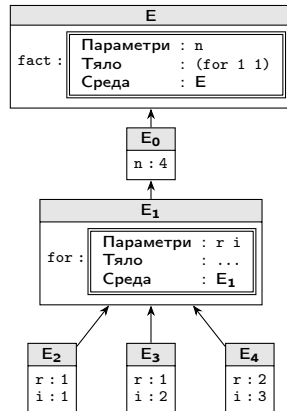 E
fact :
Параметри : n
Тяло : (for 1 1)
Среда : E
E₀
n : 4
E₁
for :
Параметри : r i
Тяло : ...
Среда : E₁
E₂
r : 1
i : 1
E₃
r : 1
i : 2
E₄
r : 2
i : 3